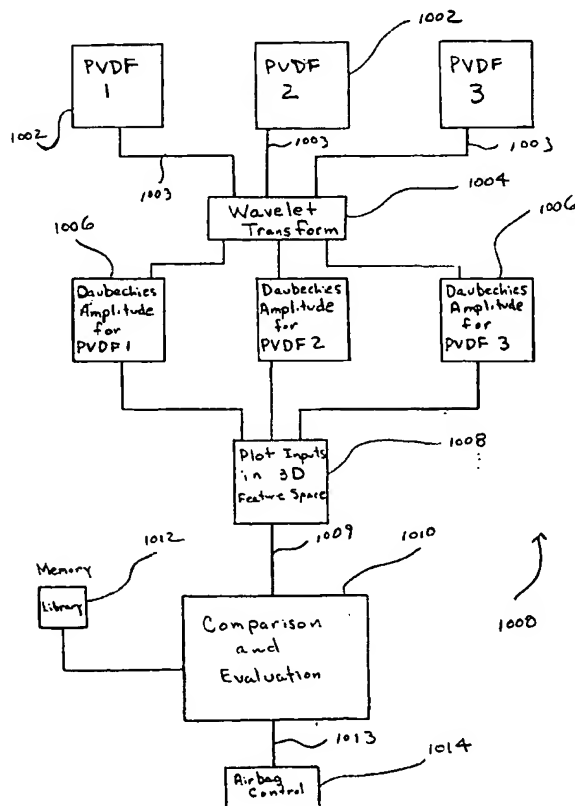 1002
PVDF
1
PVDF
2
PVDF
3
1002
1003
1003
1003
1004
Wavelet
Transform
1006
1006
Daubechies
Amplitude
for
PVDF 1
Daubechies
Amplitude
for
PVDF 2
Daubechies
Amplitude
for
PVDF 3
Plot Inputs
in 3D
Feature Space
1008
1009
1010
1012
Memory
Library
Comparison
and
Evaluation
1000
1013
Airbag
Control
1014